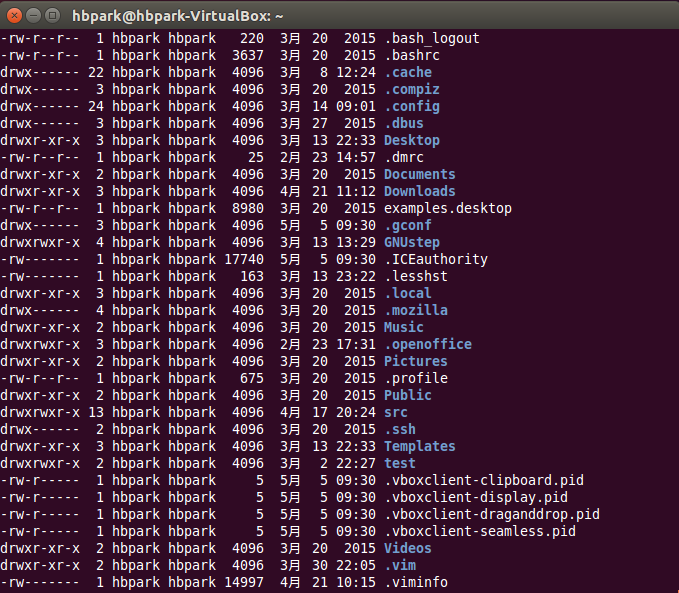 hbpark@hbpark-VirtualBox: ~
-rw-r--r--  1 hbpark hbpark   220  3月 20  2015 .bash_logout
-rw-r--r--  1 hbpark hbpark  3637  3月 20  2015 .bashrc
drwx------ 22 hbpark hbpark  4096  3月  8 12:24 .cache
drwx------  3 hbpark hbpark  4096  3月 20  2015 .compiz
drwx------ 24 hbpark hbpark  4096  3月 14 09:01 .config
drwx------  3 hbpark hbpark  4096  3月 27  2015 .dbus
drwxr-xr-x  3 hbpark hbpark  4096  3月 13 22:33 Desktop
-rw-r--r--  1 hbpark hbpark    25  2月 23 14:57 .dmrc
drwxr-xr-x  2 hbpark hbpark  4096  3月 20  2015 Documents
drwxr-xr-x  3 hbpark hbpark  4096  4月 21 11:12 Downloads
-rw-r--r--  1 hbpark hbpark  8980  3月 20  2015 examples.desktop
drwx------  3 hbpark hbpark  4096  5月  5 09:30 .gconf
drwxrwxr-x  4 hbpark hbpark  4096  3月 13 13:29 GNUstep
-rw-------  1 hbpark hbpark 17740  5月  5 09:30 .ICEauthority
-rw-------  1 hbpark hbpark   163  3月 13 23:22 .lesshst
drwxr-xr-x  3 hbpark hbpark  4096  3月 20  2015 .local
drwx------  4 hbpark hbpark  4096  3月 20  2015 .mozilla
drwxr-xr-x  2 hbpark hbpark  4096  3月 20  2015 Music
drwxrwxr-x  3 hbpark hbpark  4096  2月 23 17:31 .openoffice
drwxr-xr-x  2 hbpark hbpark  4096  3月 20  2015 Pictures
-rw-r--r--  1 hbpark hbpark   675  3月 20  2015 .profile
drwxr-xr-x  2 hbpark hbpark  4096  3月 20  2015 Public
drwxrwxr-x 13 hbpark hbpark  4096  4月 17 20:24 src
drwx------  2 hbpark hbpark  4096  3月 20  2015 .ssh
drwxr-xr-x  3 hbpark hbpark  4096  3月 13 22:33 Templates
drwxrwxr-x  2 hbpark hbpark  4096  3月  2 22:27 test
-rw-r-----  1 hbpark hbpark     5  5月  5 09:30 .vboxclient-clipboard.pid
-rw-r-----  1 hbpark hbpark     5  5月  5 09:30 .vboxclient-display.pid
-rw-r-----  1 hbpark hbpark     5  5月  5 09:30 .vboxclient-draganddrop.pid
-rw-r-----  1 hbpark hbpark     5  5月  5 09:30 .vboxclient-seamless.pid
drwxr-xr-x  2 hbpark hbpark  4096  3月 20  2015 Videos
drwxr-xr-x  2 hbpark hbpark  4096  3月 30 22:05 .vim
-rw-------  1 hbpark hbpark 14997  4月 21 10:15 .viminfo